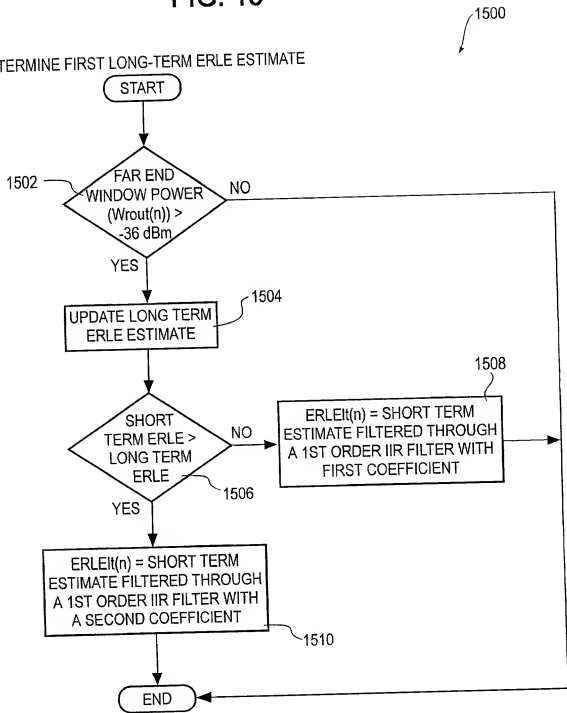 1500
TERMINE FIRST LONG-TERM ERLE ESTIMATE
START
1502
FAR END
WINDOW POWER
(Wrout(n)) >
-36 dBm
NO
YES
UPDATE LONG TERM
ERLE ESTIMATE
1504
SHORT
TERM ERLE >
LONG TERM
ERLE
1506
NO
YES
1508
ERLElt(n) = SHORT TERM
ESTIMATE FILTERED THROUGH
A 1ST ORDER IIR FILTER WITH
FIRST COEFFICIENT
ERLElt(n) = SHORT TERM
ESTIMATE FILTERED THROUGH
A 1ST ORDER IIR FILTER WITH
A SECOND COEFFICIENT
1510
END